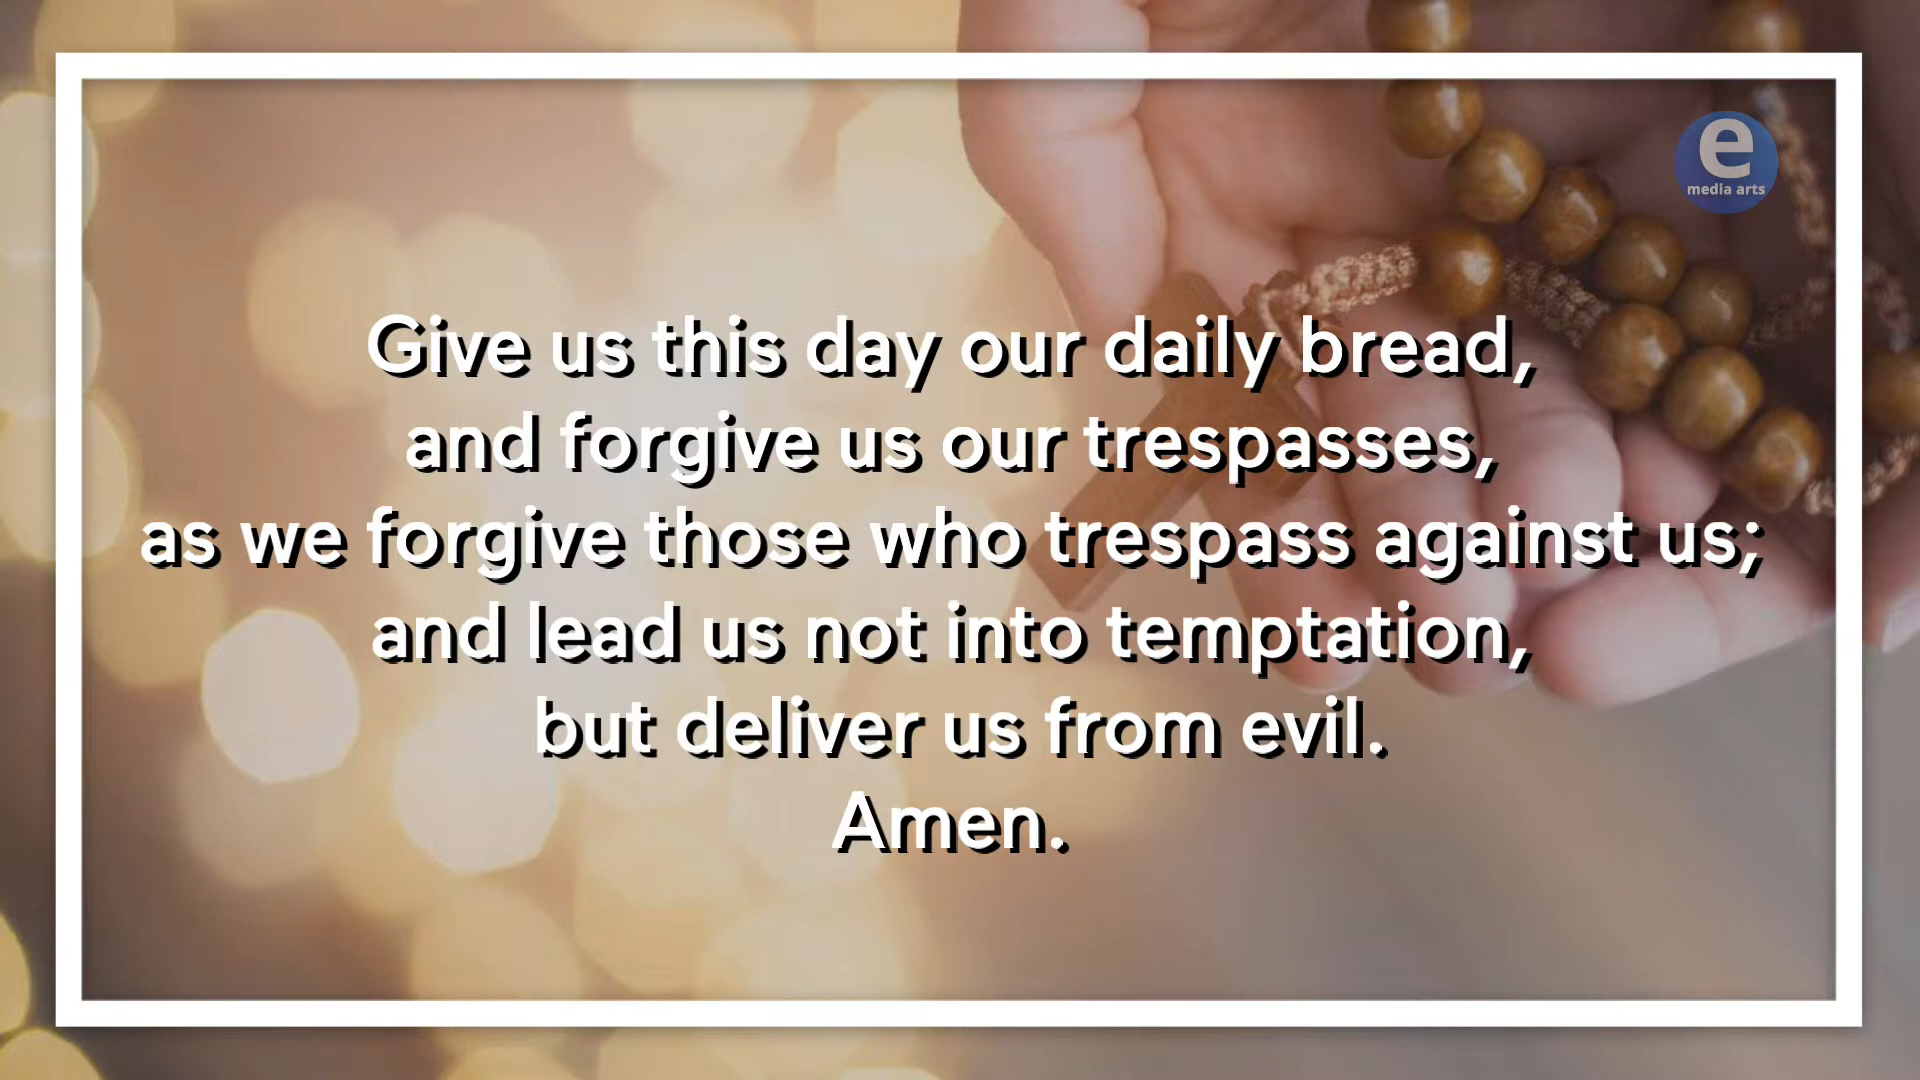 e
media arts
Give us this day our daily bread,
and forgive us our trespasses,
as we forgive those who trespass against us;
and lead us not into temptation,
but deliver us from evil.
Amen.